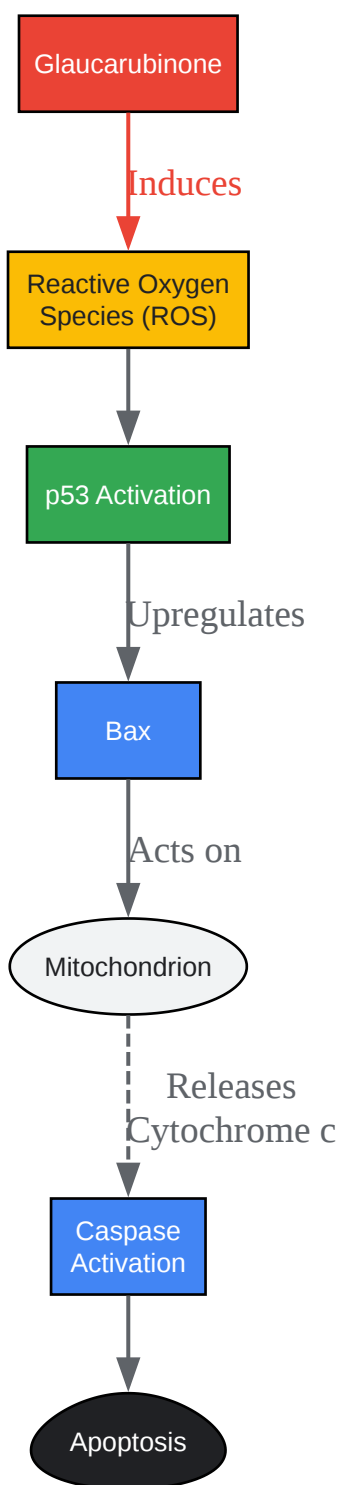 Glaucarubinone
Induces
Reactive Oxygen
Species (ROS)
p53 Activation
Upregulates
Bax
Acts on
Mitochondrion
Releases
Cytochrome c
Caspase
Activation
Apoptosis